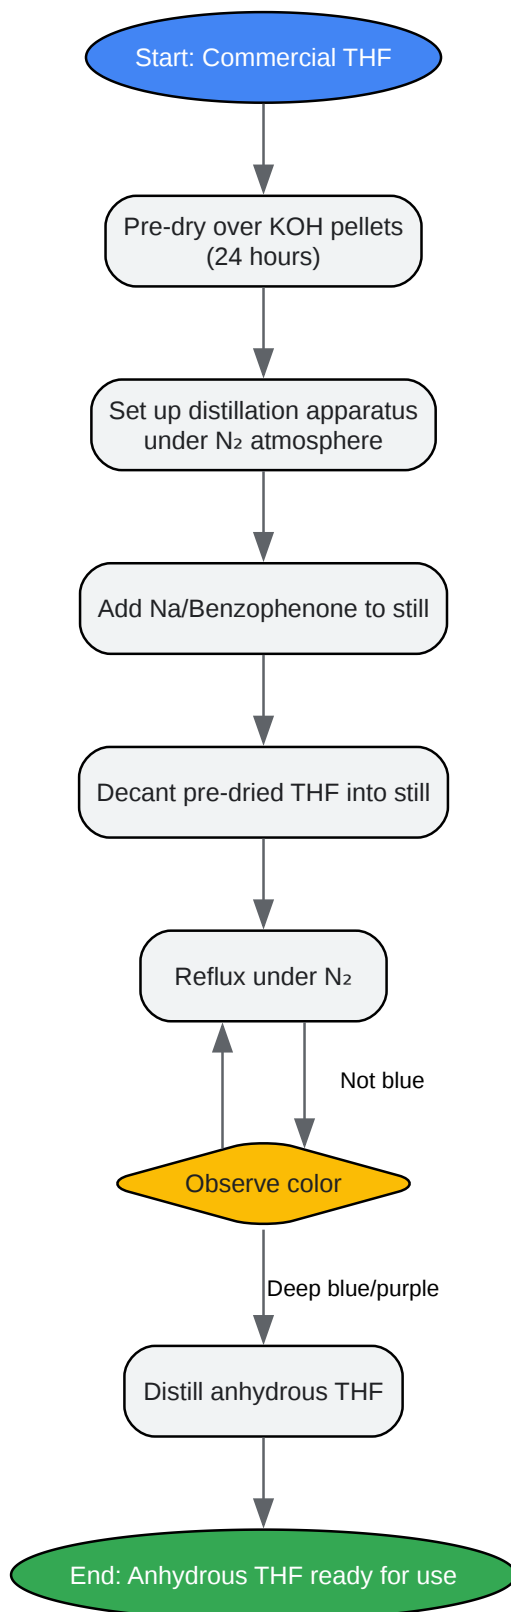 Start: Commercial THF
Pre-dry over KOH pellets
(24 hours)
Set up distillation apparatus
under N₂ atmosphere
Add Na/Benzophenone to still
Decant pre-dried THF into still
Reflux under N₂
Not blue
Observe color
Deep blue/purple
Distill anhydrous THF
End: Anhydrous THF ready for use